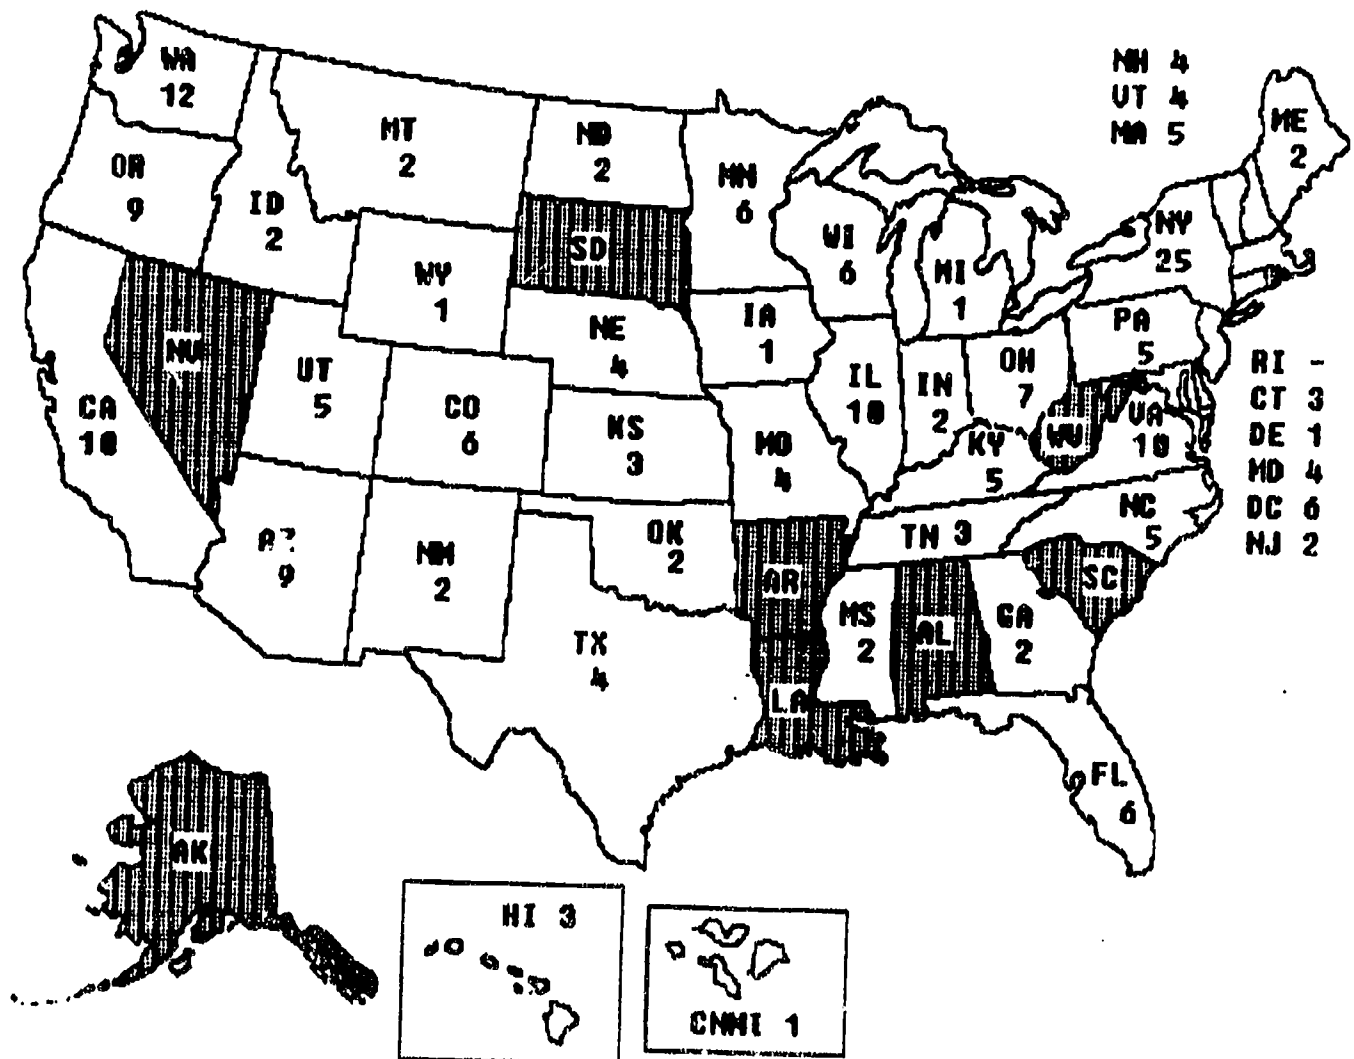 WA
12
OR
9
CA
10
NV
ID
2
MT
2
WY
1
UT
5
CO
6
AZ
9
NM
2
ND
2
SD
NE
4
KS
3
OK
2
TX
4
MN
6
IA
1
MO
4
AR
LA
WI
6
IL
10
MI
1
IN
2
OH
7
KY
5
TN 3
MS
2
AL
GA
2
FL
6
SC
NC
5
VA
10
WV
PA
5
NY
25
ME
2
NH 4
VT 4
MA 5
RI -
CT 3
DE 1
MD 4
DC 6
NJ 2
AK
HI 3
CNMI 1